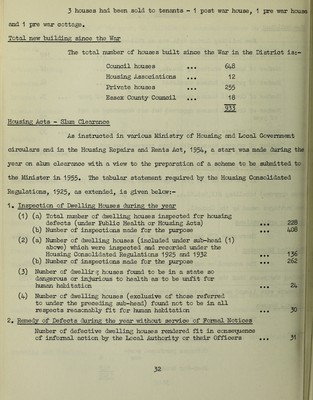 3 houses had been sold to tenants - 1 post war house, 1 pre war house
and 1 pre war cottage.
Total new building since the War
The total number of houses built since the War in the District is:-
Council houses ... 648
Housing Associations ... 12
Private houses ... 255
Essex County Council ... 18
933
Housing Acts - Slum Clearance
As instructed in various Ministry of Housing and Local Government
circulars and in the Housing Repairs and Rents Act, 1954, a start was made during the
year on slum clearance with a view to the preparation of a scheme to be submitted to
the Minister in 1955. The tabular statement required by the Housing Consolidated
Regulations, 1925, as extended, is given below:-
1. Inspection of Dwelling Houses during the year
(1) (a) Total number of dwelling houses inspected for housing
defects (under Public Health or Housing Acts) ... 228
(b) Number of inspections made for the purpose ... 408
(2) (a) Number of dwelling houses (included under sub-head (1)
above) which were inspected and recorded under the
Housing Consolidated Regulations 1925 and 1932 ... 136
(b) Number of inspections made for the purpose ... 262
(3) Number of dwelling houses found to be in a state so
dangerous or injurious to health as to be unfit for
human habitation ... 24
(4) Number of dwelling houses (exclusive of those referred
to under the preceding sub-head) found not to be in all
respects reasonably fit for human habitation ... 30
2. Remedy of Defects during the year without service of Formal Notices
Number of defective dwelling houses rendered fit in consequence
of informal action by the Local Authority or their Officers ... 31
32